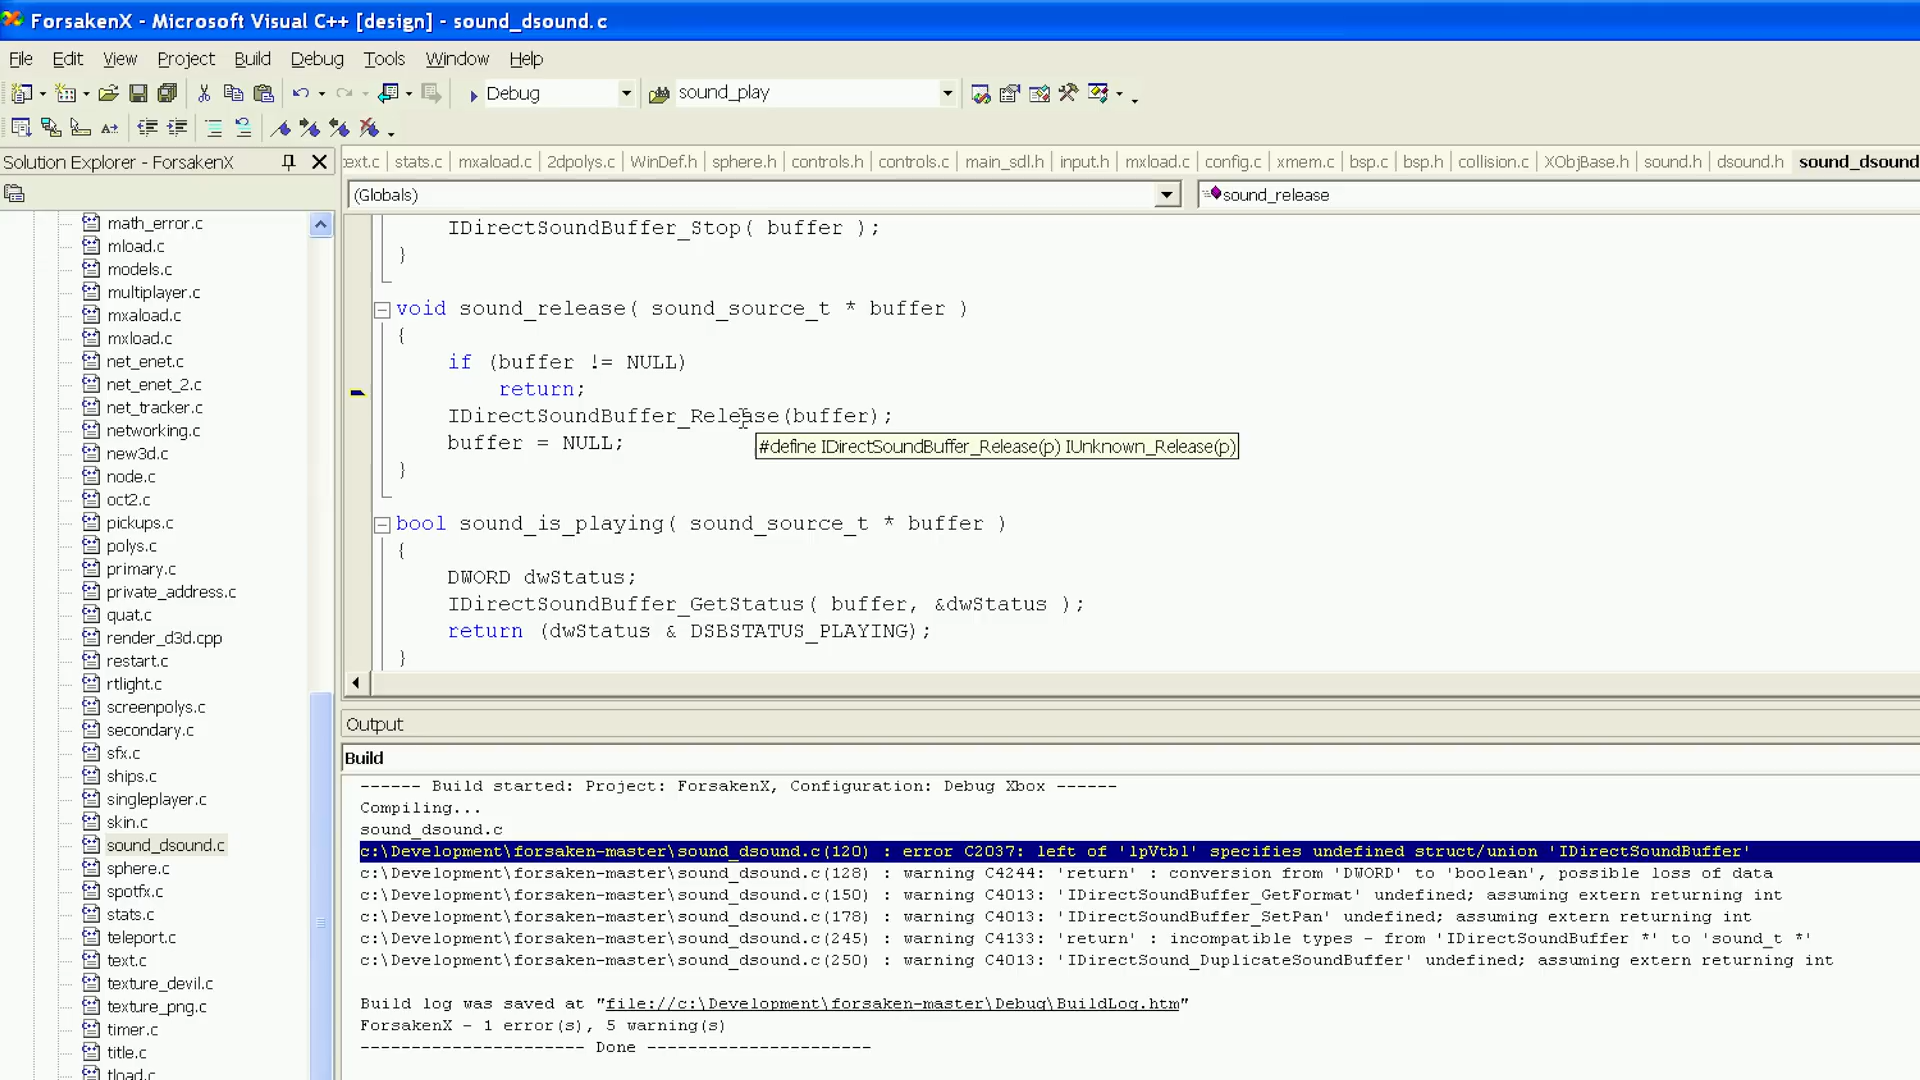 ForsakenX - Microsoft Visual C++ [design] - sound_dsound.c
File Edit View Project Build Debug Tools Window Help
Debug sound_play
Solution Explorer - ForsakenX
ext.c stats.c mxaload.c 2dpolys.c WinDef.h sphere.h controls.h controls.c main_sdl.h input.h mxload.c config.c xmem.c bsp.c bsp.h collision.c XObjBase.h sound.h dsound.h sound_dsound
(Globals) sound_release
math_error.c
mload.c
models.c
multiplayer.c
mxaload.c
mxload.c
net_enet.c
net_enet_2.c
net_tracker.c
networking.c
new3d.c
node.c
oct2.c
pickups.c
polys.c
primary.c
private_address.c
quat.c
render_d3d.cpp
restart.c
rtlight.c
screenpolys.c
secondary.c
sfx.c
ships.c
singleplayer.c
skin.c
sound_dsound.c
sphere.c
spotfx.c
stats.c
teleport.c
text.c
texture_devil.c
texture_png.c
timer.c
title.c
tload.c
IDirectSoundBuffer_Stop( buffer );
}
void sound_release( sound_source_t * buffer )
{
if (buffer != NULL)
return;
IDirectSoundBuffer_Release(buffer);
buffer = NULL;
#define IDirectSoundBuffer_Release(p) IUnknown_Release(p)
}
bool sound_is_playing( sound_source_t * buffer )
{
DWORD dwStatus;
IDirectSoundBuffer_GetStatus( buffer, &dwStatus );
return (dwStatus & DSBSTATUS_PLAYING);
}
Output
Build
------ Build started: Project: ForsakenX, Configuration: Debug Xbox ------
Compiling...
sound_dsound.c
c:\Development\forsaken-master\sound_dsound.c(120) : error C2037: left of 'lpVtbl' specifies undefined struct/union 'IDirectSoundBuffer'
c:\Development\forsaken-master\sound_dsound.c(128) : warning C4244: 'return' : conversion from 'DWORD' to 'boolean', possible loss of data
c:\Development\forsaken-master\sound_dsound.c(150) : warning C4013: 'IDirectSoundBuffer_GetFormat' undefined; assuming extern returning int
c:\Development\forsaken-master\sound_dsound.c(178) : warning C4013: 'IDirectSoundBuffer_SetPan' undefined; assuming extern returning int
c:\Development\forsaken-master\sound_dsound.c(245) : warning C4133: 'return' : incompatible types - from 'IDirectSoundBuffer *' to 'sound_t *'
c:\Development\forsaken-master\sound_dsound.c(250) : warning C4013: 'IDirectSound_DuplicateSoundBuffer' undefined; assuming extern returning int
Build log was saved at "file://c:\Development\forsaken-master\Debug\BuildLog.htm"
ForsakenX - 1 error(s), 5 warning(s)
---------------------- Done ----------------------